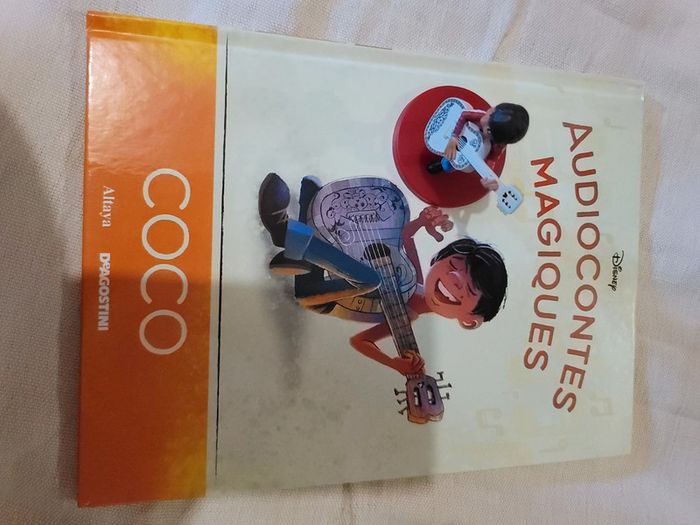 Disney
AUDIOCONTES
MAGIQUES
COCO
Altaya DeAGOSTINI